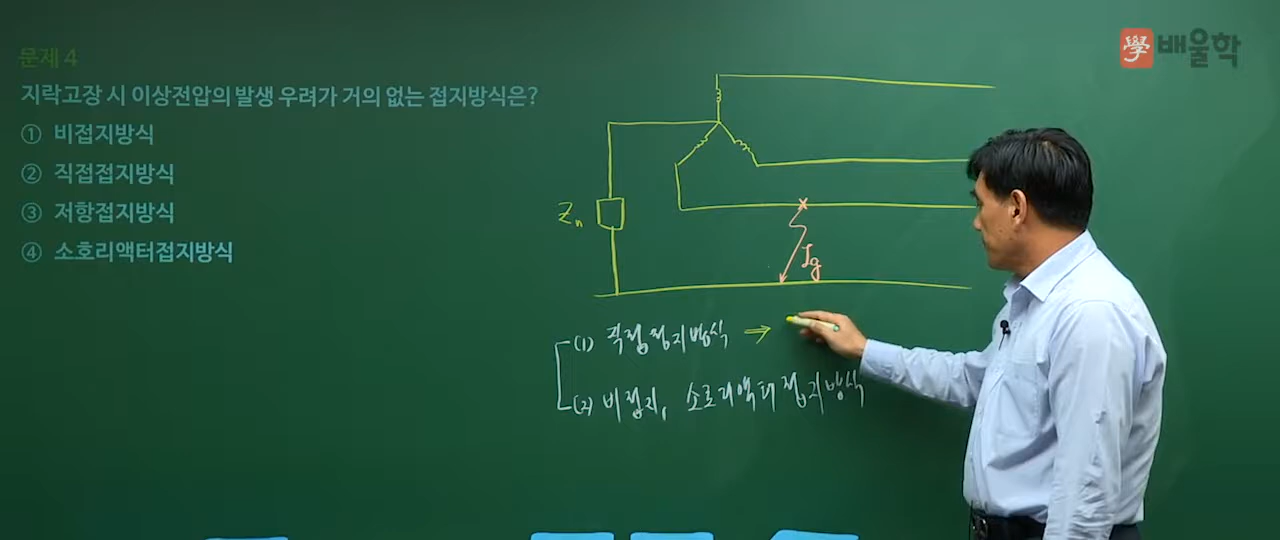 學 배울학
문제 4
지락고장 시 이상전압의 발생 우려가 거의 없는 접지방식은?
① 비접지방식
② 직접접지방식
③ 저항접지방식
④ 소호리액터접지방식
Zn
Ig
(1) 직접접지방식 ⇒
(2) 비접지, 소호리액터접지방식